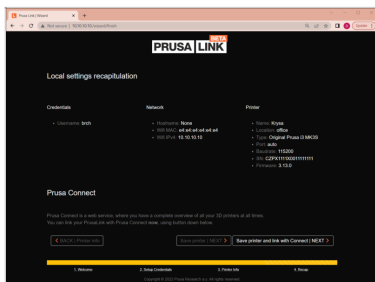 Prusa Link | Wizard
Not secure | 10.10.10.10/wizard/finish
PRUSA LINK
BETA
Local settings recapitulation
Credentials
Username: brch
Network
Hostname: None
Wifi MAC: e4:e4:e4:e4:e4:e4
Wifi IPv4: 10.10.10.10
Printer
Name: Krysa
Location: office
Type: Original Prusa i3 MK3S
Port: auto
Baudrate: 115200
Firmware: 3.13.0
Prusa Connect
Prusa Connect is a web service, where you have a complete overview of all your 3D printers at all times.
You can link your PrusaLink with Prusa Connect now, using button down below.
BACK | Printer info
Save printer | NEXT
Save printer and link with Connect | NEXT
1. Welcome
2. Setup Credentials
3. Printer Info
4. Recap
Copyright © 2022 Prusa Research a.s. All rights reserved.